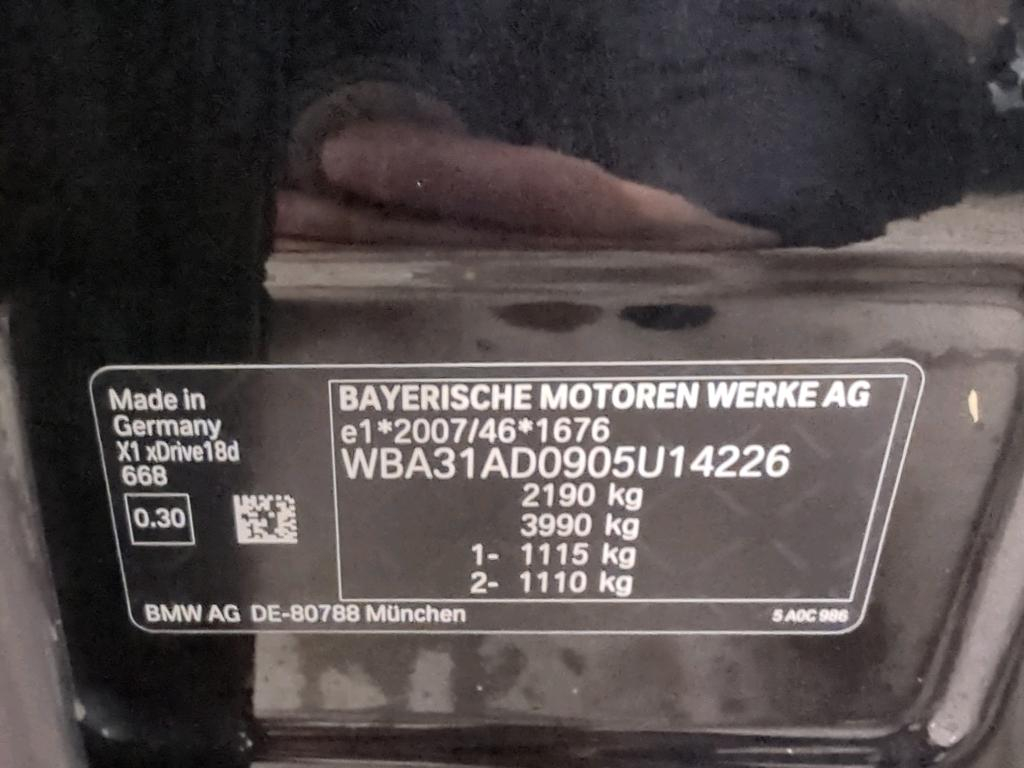 Made in
Germany
X1 xDrive18d
668
0.30
BAYERISCHE MOTOREN WERKE AG
e1*2007/46*1676
WBA31AD0905U14226
2190 kg
3990 kg
1- 1115 kg
2- 1110 kg
BMW AG DE-80788 München
5 A0C 986